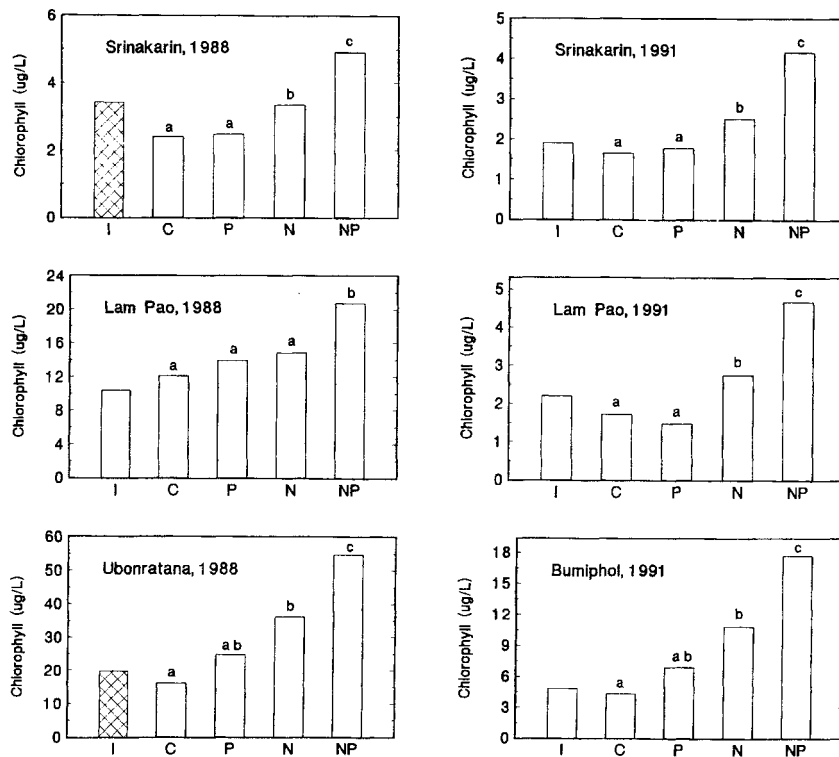 Srinakarin, 1988
Chlorophyll (ug/L)
6
4
2
0
a
a
b
c
I C P N NP
Srinakarin, 1991
Chlorophyll (ug/L)
5
4
3
2
1
0
a
a
b
c
I C P N NP
Lam Pao, 1988
Chlorophyll (ug/L)
24
20
16
12
8
4
0
a
a
a
b
I C P N NP
Lam Pao, 1991
Chlorophyll (ug/L)
5
4
3
2
1
0
a
a
b
c
I C P N NP
Ubonratana, 1988
Chlorophyll (ug/L)
60
50
40
30
20
10
0
a
a b
b
c
I C P N NP
Bumiphol, 1991
Chlorophyll (ug/L)
18
15
12
9
6
3
0
a
a b
b
c
I C P N NP